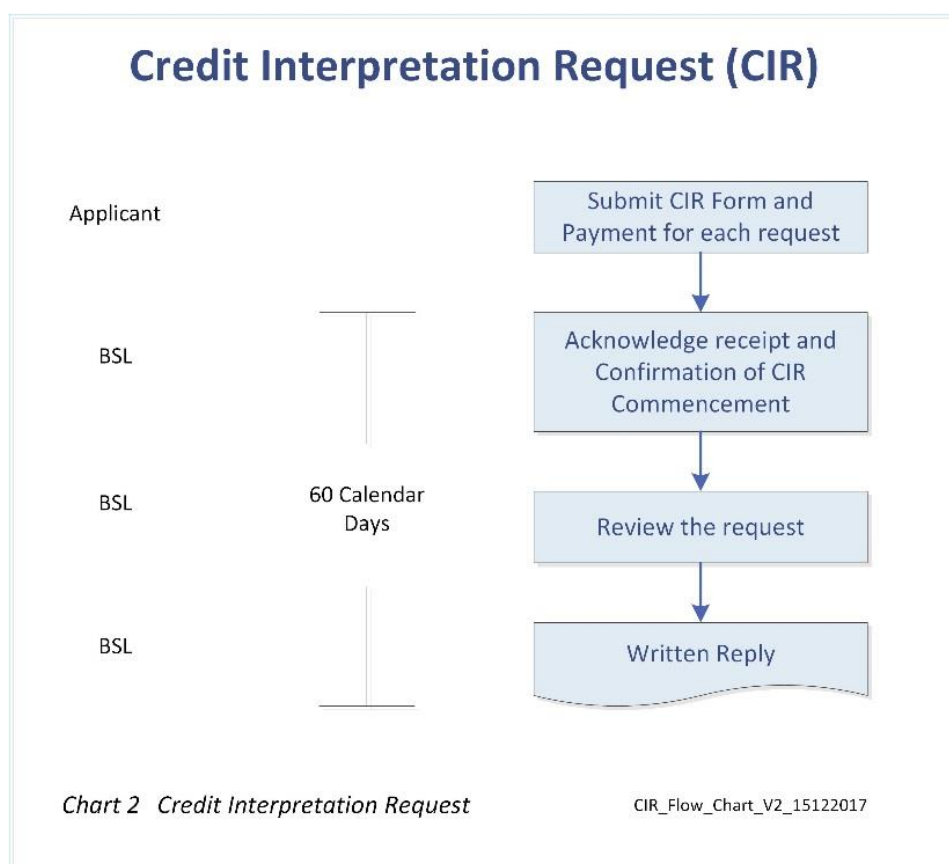 Credit Interpretation Request (CIR)
Applicant
Submit CIR Form and
Payment for each request
BSL
Acknowledge receipt and
Confirmation of CIR
Commencement
BSL
60 Calendar
Days
Review the request
BSL
Written Reply
Chart 2 Credit Interpretation Request
CIR_Flow_Chart_V2_15122017